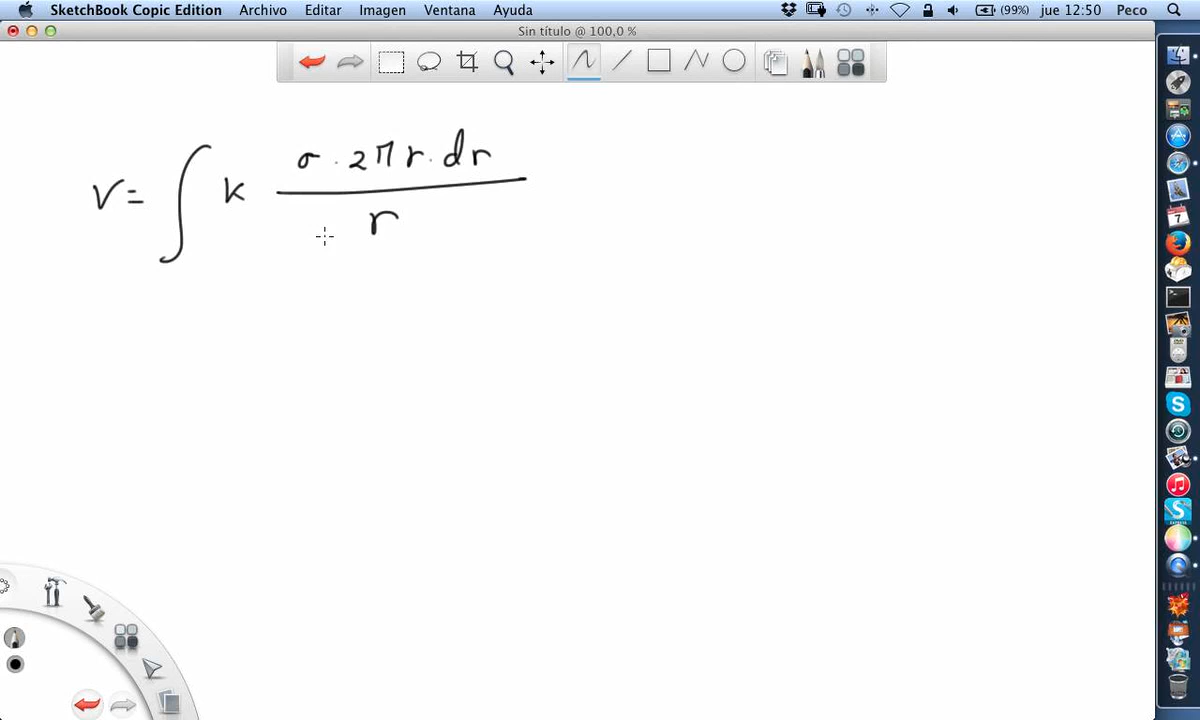 SketchBook Copic Edition Archivo Editar Imagen Ventana Ayuda (99%) jue 12:50 Peco
Sin título @ 100,0 %
V = ∫ k σ · 2π r · dr
r